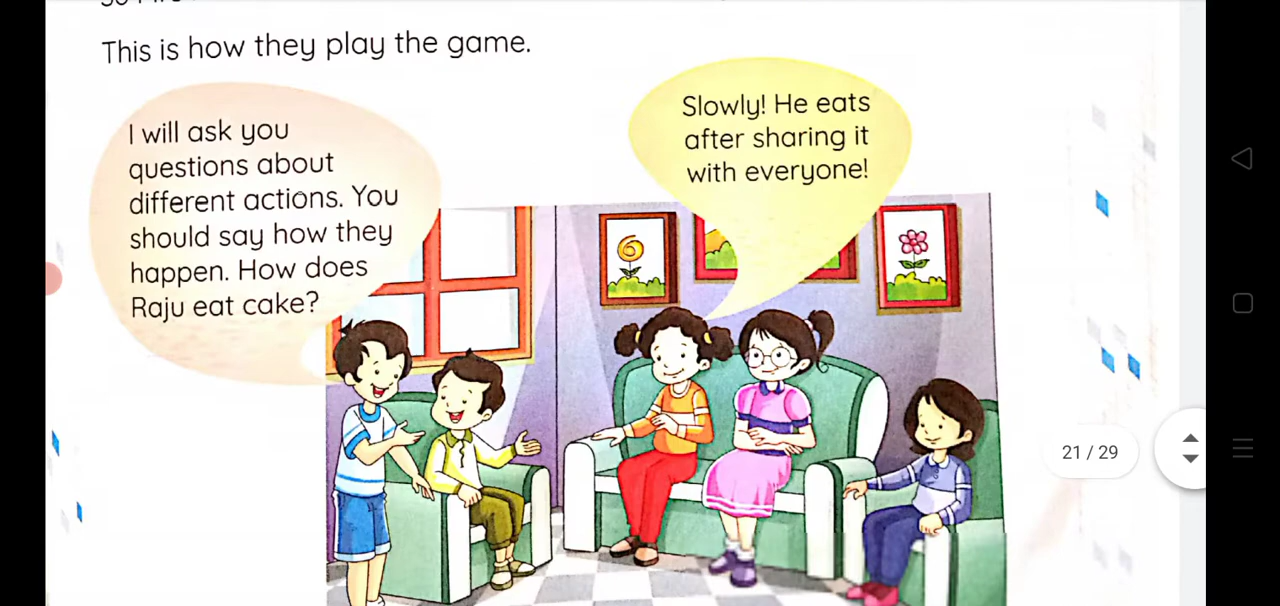 This is how they play the game.
I will ask you
questions about
different actions. You
should say how they
happen. How does
Raju eat cake?
Slowly! He eats
after sharing it
with everyone!
21 / 29